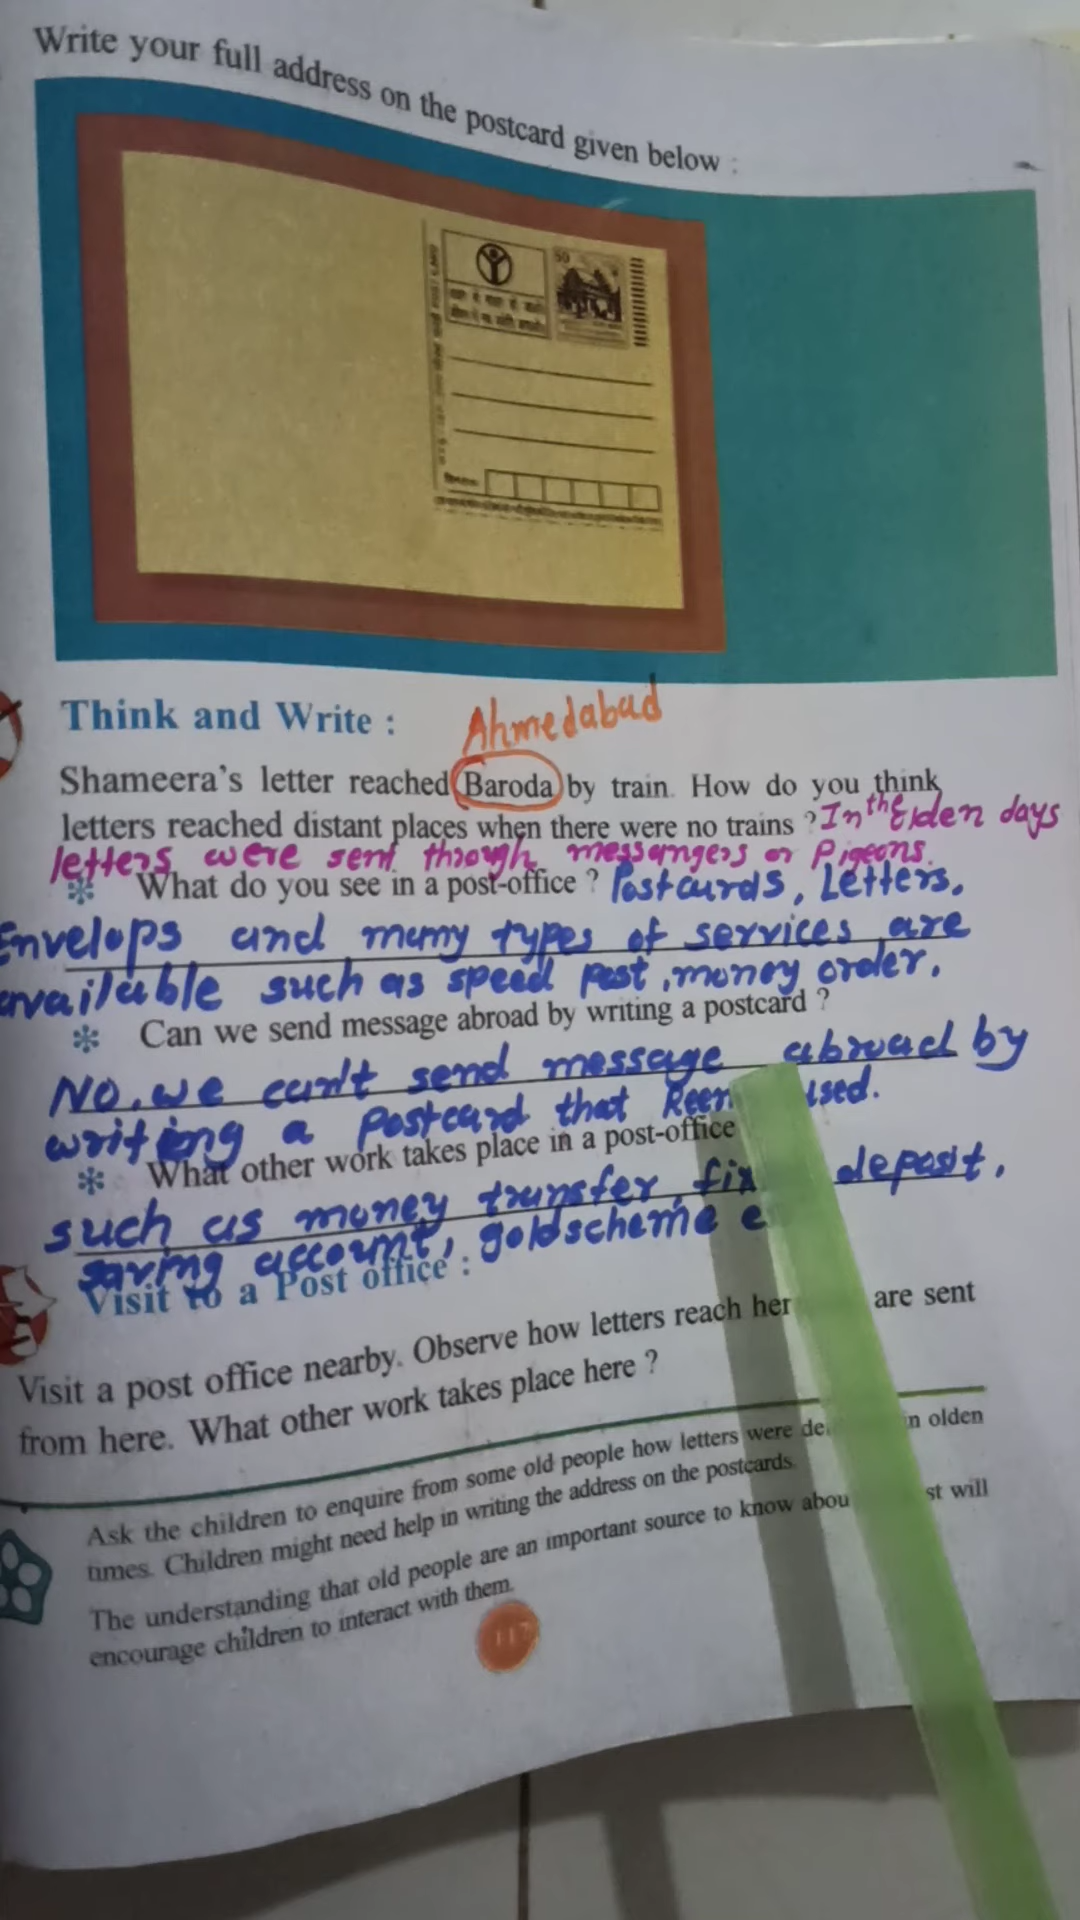 Write your full address on the postcard given below :
50
Think and Write :
Ahmedabad
Shameera's letter reached Baroda by train. How do you think
letters reached distant places when there were no trains ? In the Elden days
letters were sent through messangers or Pigeons.
* What do you see in a post-office ? Postcards, Letters,
Envelops and many types of services are
available such as speed post, money order.
* Can we send message abroad by writing a postcard ?
No, we can't send message abroad by
writing a Postcard that
* What other work takes place in a post-office
such as money transfer, deposit,
saving account, goldscheme
Visit to a Post office :
Visit a post office nearby. Observe how letters reach are sent
from here. What other work takes place here ?
Ask the children to enquire from some old people how letters were olden
times. Children might need help in writing the address on the postcards.
The understanding that old people are an important source to know will
encourage children to interact with them.
117